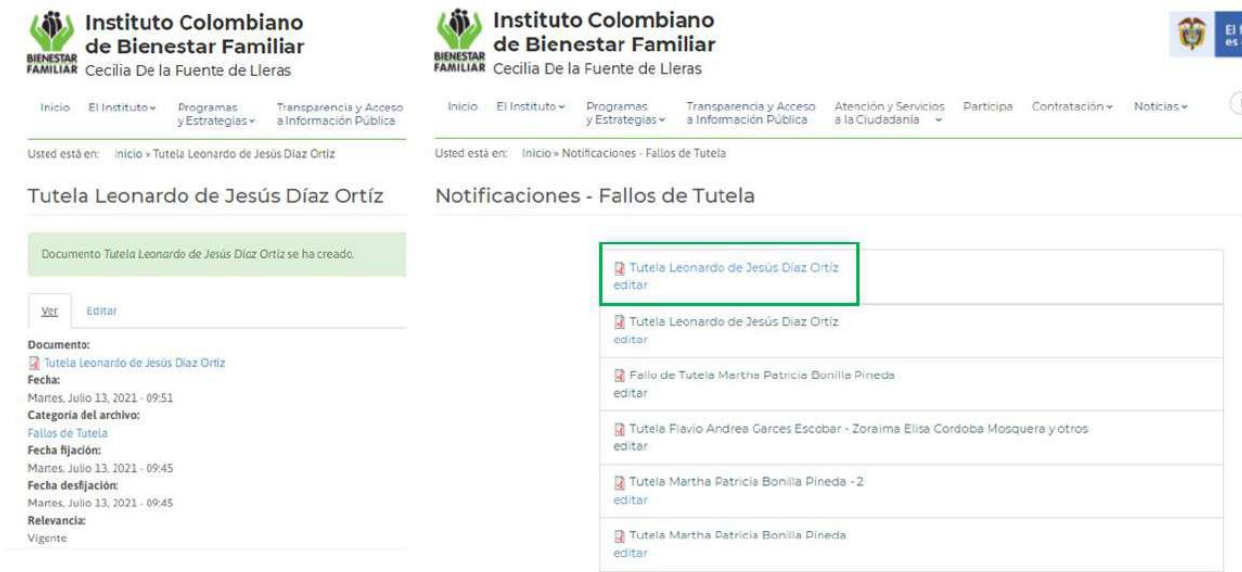 Instituto Colombiano
de Bienestar Familiar
BIENESTAR
FAMILIAR
Cecilia De la Fuente de Lleras
Inicio El Instituto Programas y Estrategias Transparencia y Acceso a Información Pública
Usted está en: Inicio » Tutela Leonardo de Jesús Díaz Ortíz
Tutela Leonardo de Jesús Díaz Ortíz
Documento Tutela Leonardo de Jesús Díaz Ortíz se ha creado.
Ver Editar
Documento:
Tutela Leonardo de Jesús Díaz Ortíz
Fecha:
Martes, Julio 13, 2021 - 09:51
Categoría del archivo:
Fallos de Tutela
Fecha fijación:
Martes, Julio 13, 2021 - 09:45
Fecha desfijación:
Martes, Julio 13, 2021 - 09:45
Relevancia:
Vigente
Instituto Colombiano
de Bienestar Familiar
BIENESTAR
FAMILIAR
Cecilia De la Fuente de Lleras
El
es
Inicio El Instituto Programas y Estrategias Transparencia y Acceso a Información Pública Atención y Servicios a la Ciudadanía Participa Contratación Noticias
Usted está en: Inicio » Notificaciones - Fallos de Tutela
Notificaciones - Fallos de Tutela
Tutela Leonardo de Jesús Díaz Ortíz
editar
Tutela Leonardo de Jesús Diaz Ortíz
editar
Fallo de Tutela Martha Patricia Bonilla Pineda
editar
Tutela Flavio Andrea Garces Escobar - Zoraima Elisa Cordoba Mosquera y otros
editar
Tutela Martha Patricia Bonilla Pineda - 2
editar
Tutela Martha Patricia Bonilla Pineda
editar